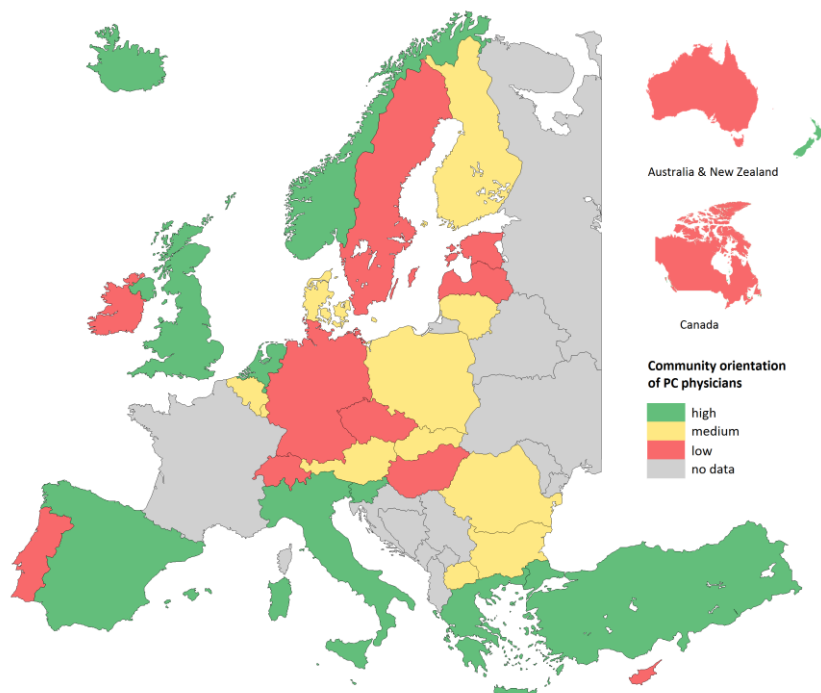 Australia & New Zealand
Canada
Community orientation
of PC physicians
high
medium
low
no data